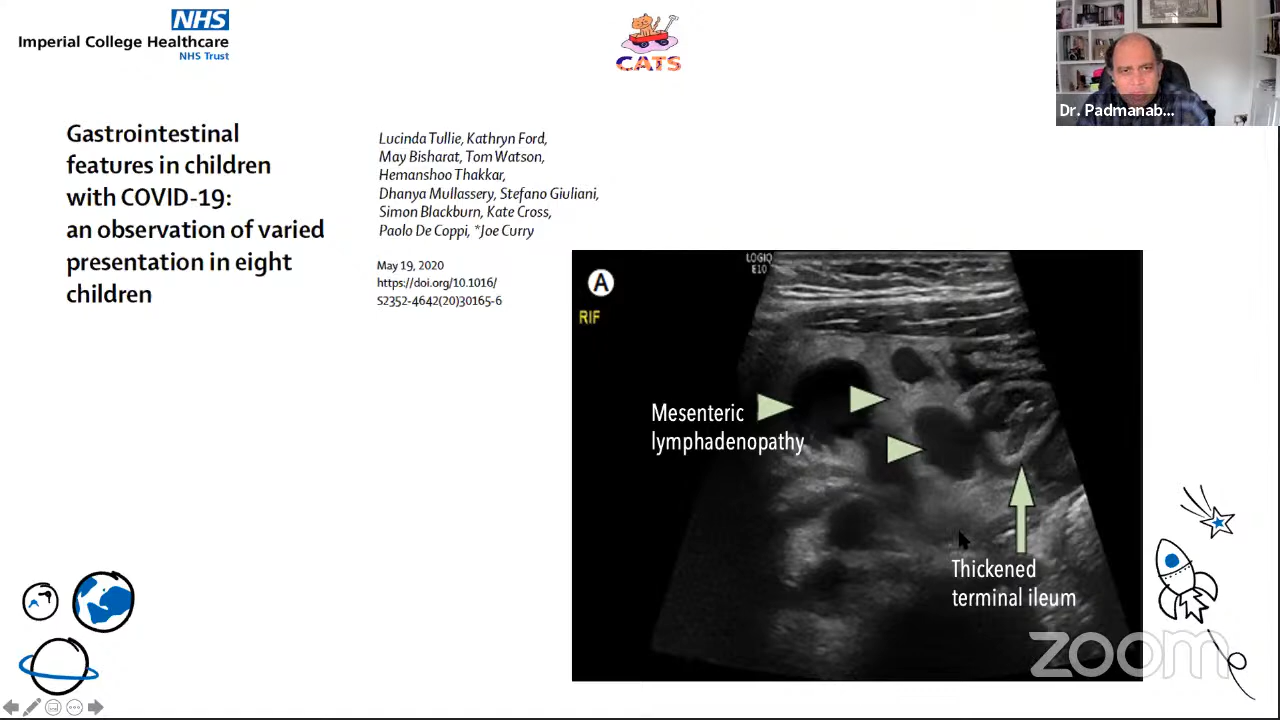 NHS
Imperial College Healthcare
NHS Trust
CATS
Dr. Padmanab...
Gastrointestinal
features in children
with COVID-19:
an observation of varied
presentation in eight
children
Lucinda Tullie, Kathryn Ford,
May Bisharat, Tom Watson,
Hemanshoo Thakkar,
Dhanya Mullassery, Stefano Giuliani,
Simon Blackburn, Kate Cross,
Paolo De Coppi, *Joe Curry
May 19, 2020
https://doi.org/10.1016/
S2352-4642(20)30165-6
LOGIQ
E10
A
RIF
Mesenteric
lymphadenopathy
Thickened
terminal ileum
zoom